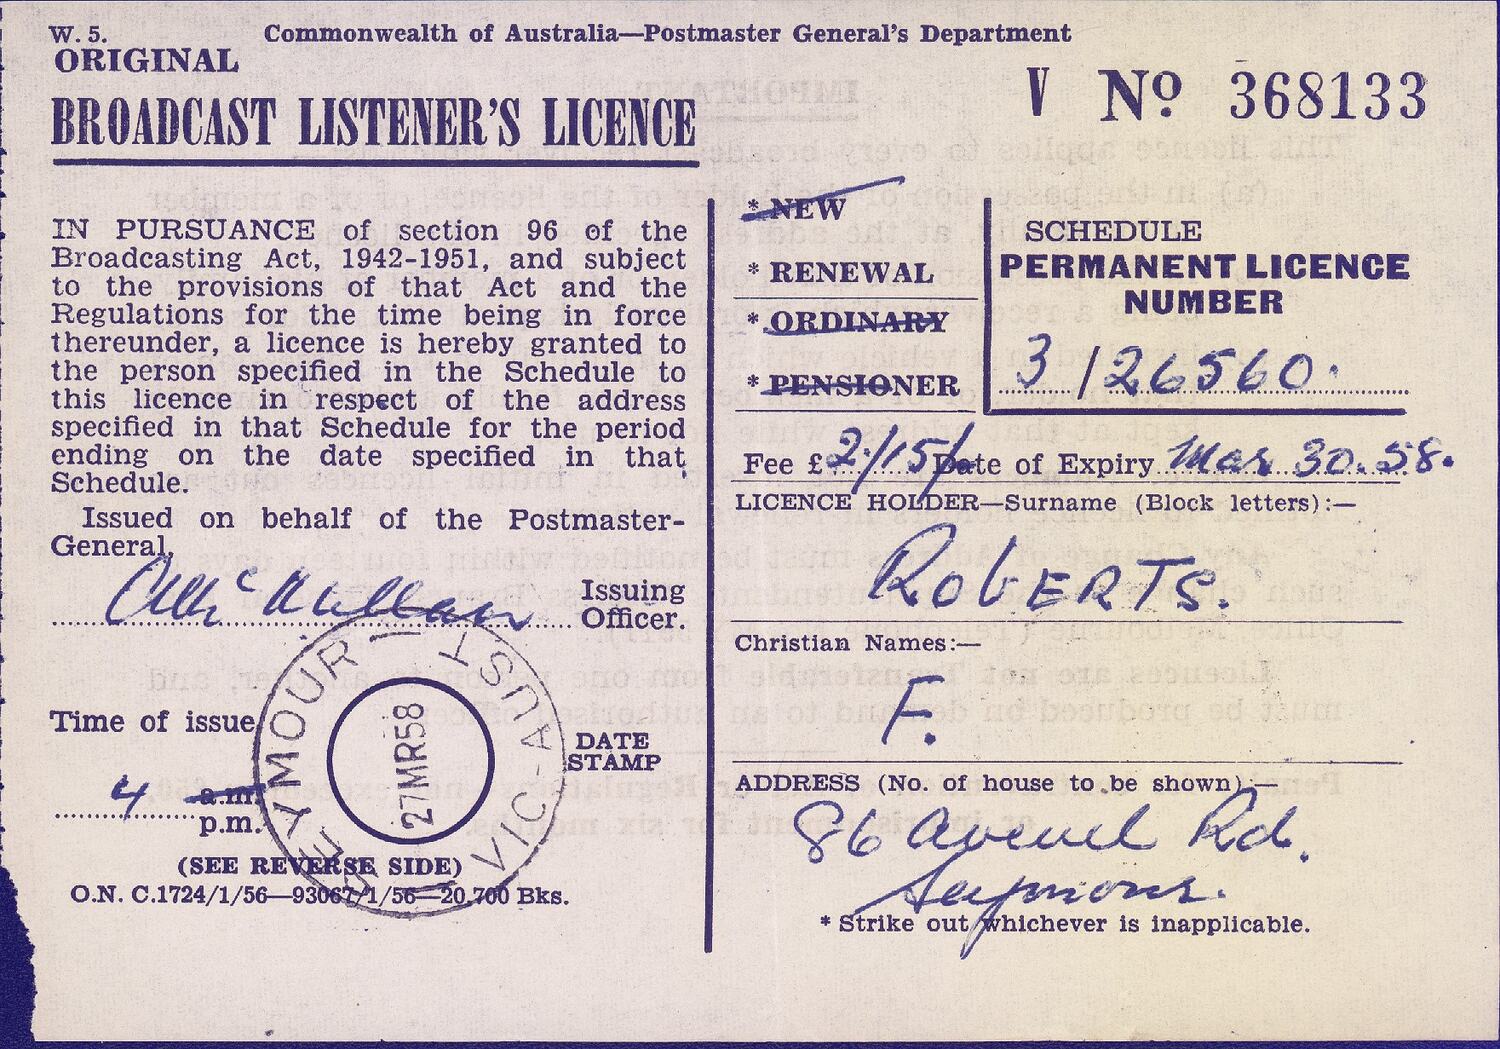 W. 5.
Commonwealth of Australia—Postmaster General's Department
ORIGINAL
BROADCAST LISTENER'S LICENCE
V No. 368133
IN PURSUANCE of section 96 of the
Broadcasting Act, 1942-1951, and subject
to the provisions of that Act and the
Regulations for the time being in force
thereunder, a licence is hereby granted to
the person specified in the Schedule to
this licence in respect of the address
specified in that Schedule for the period
ending on the date specified in that
Schedule.
Issued on behalf of the Postmaster-
General,
Issuing
Officer.
Time of issue
4 a.m.
p.m.
SEYMOUR
VIC-AUST
27MR58
DATE
STAMP
(SEE REVERSE SIDE)
O.N. C.1724/1/56—93067/1/56—20,700 Bks.
* NEW
* RENEWAL
* ORDINARY
* PENSIONER
SCHEDULE
PERMANENT LICENCE
NUMBER
3/26560.
Fee £2/15/- Date of Expiry Mar 30.58.
LICENCE HOLDER—Surname (Block letters):—
ROBERTS.
Christian Names:—
F.
ADDRESS (No. of house to be shown):—
86 Avenel Rd.
Seymour.
* Strike out whichever is inapplicable.